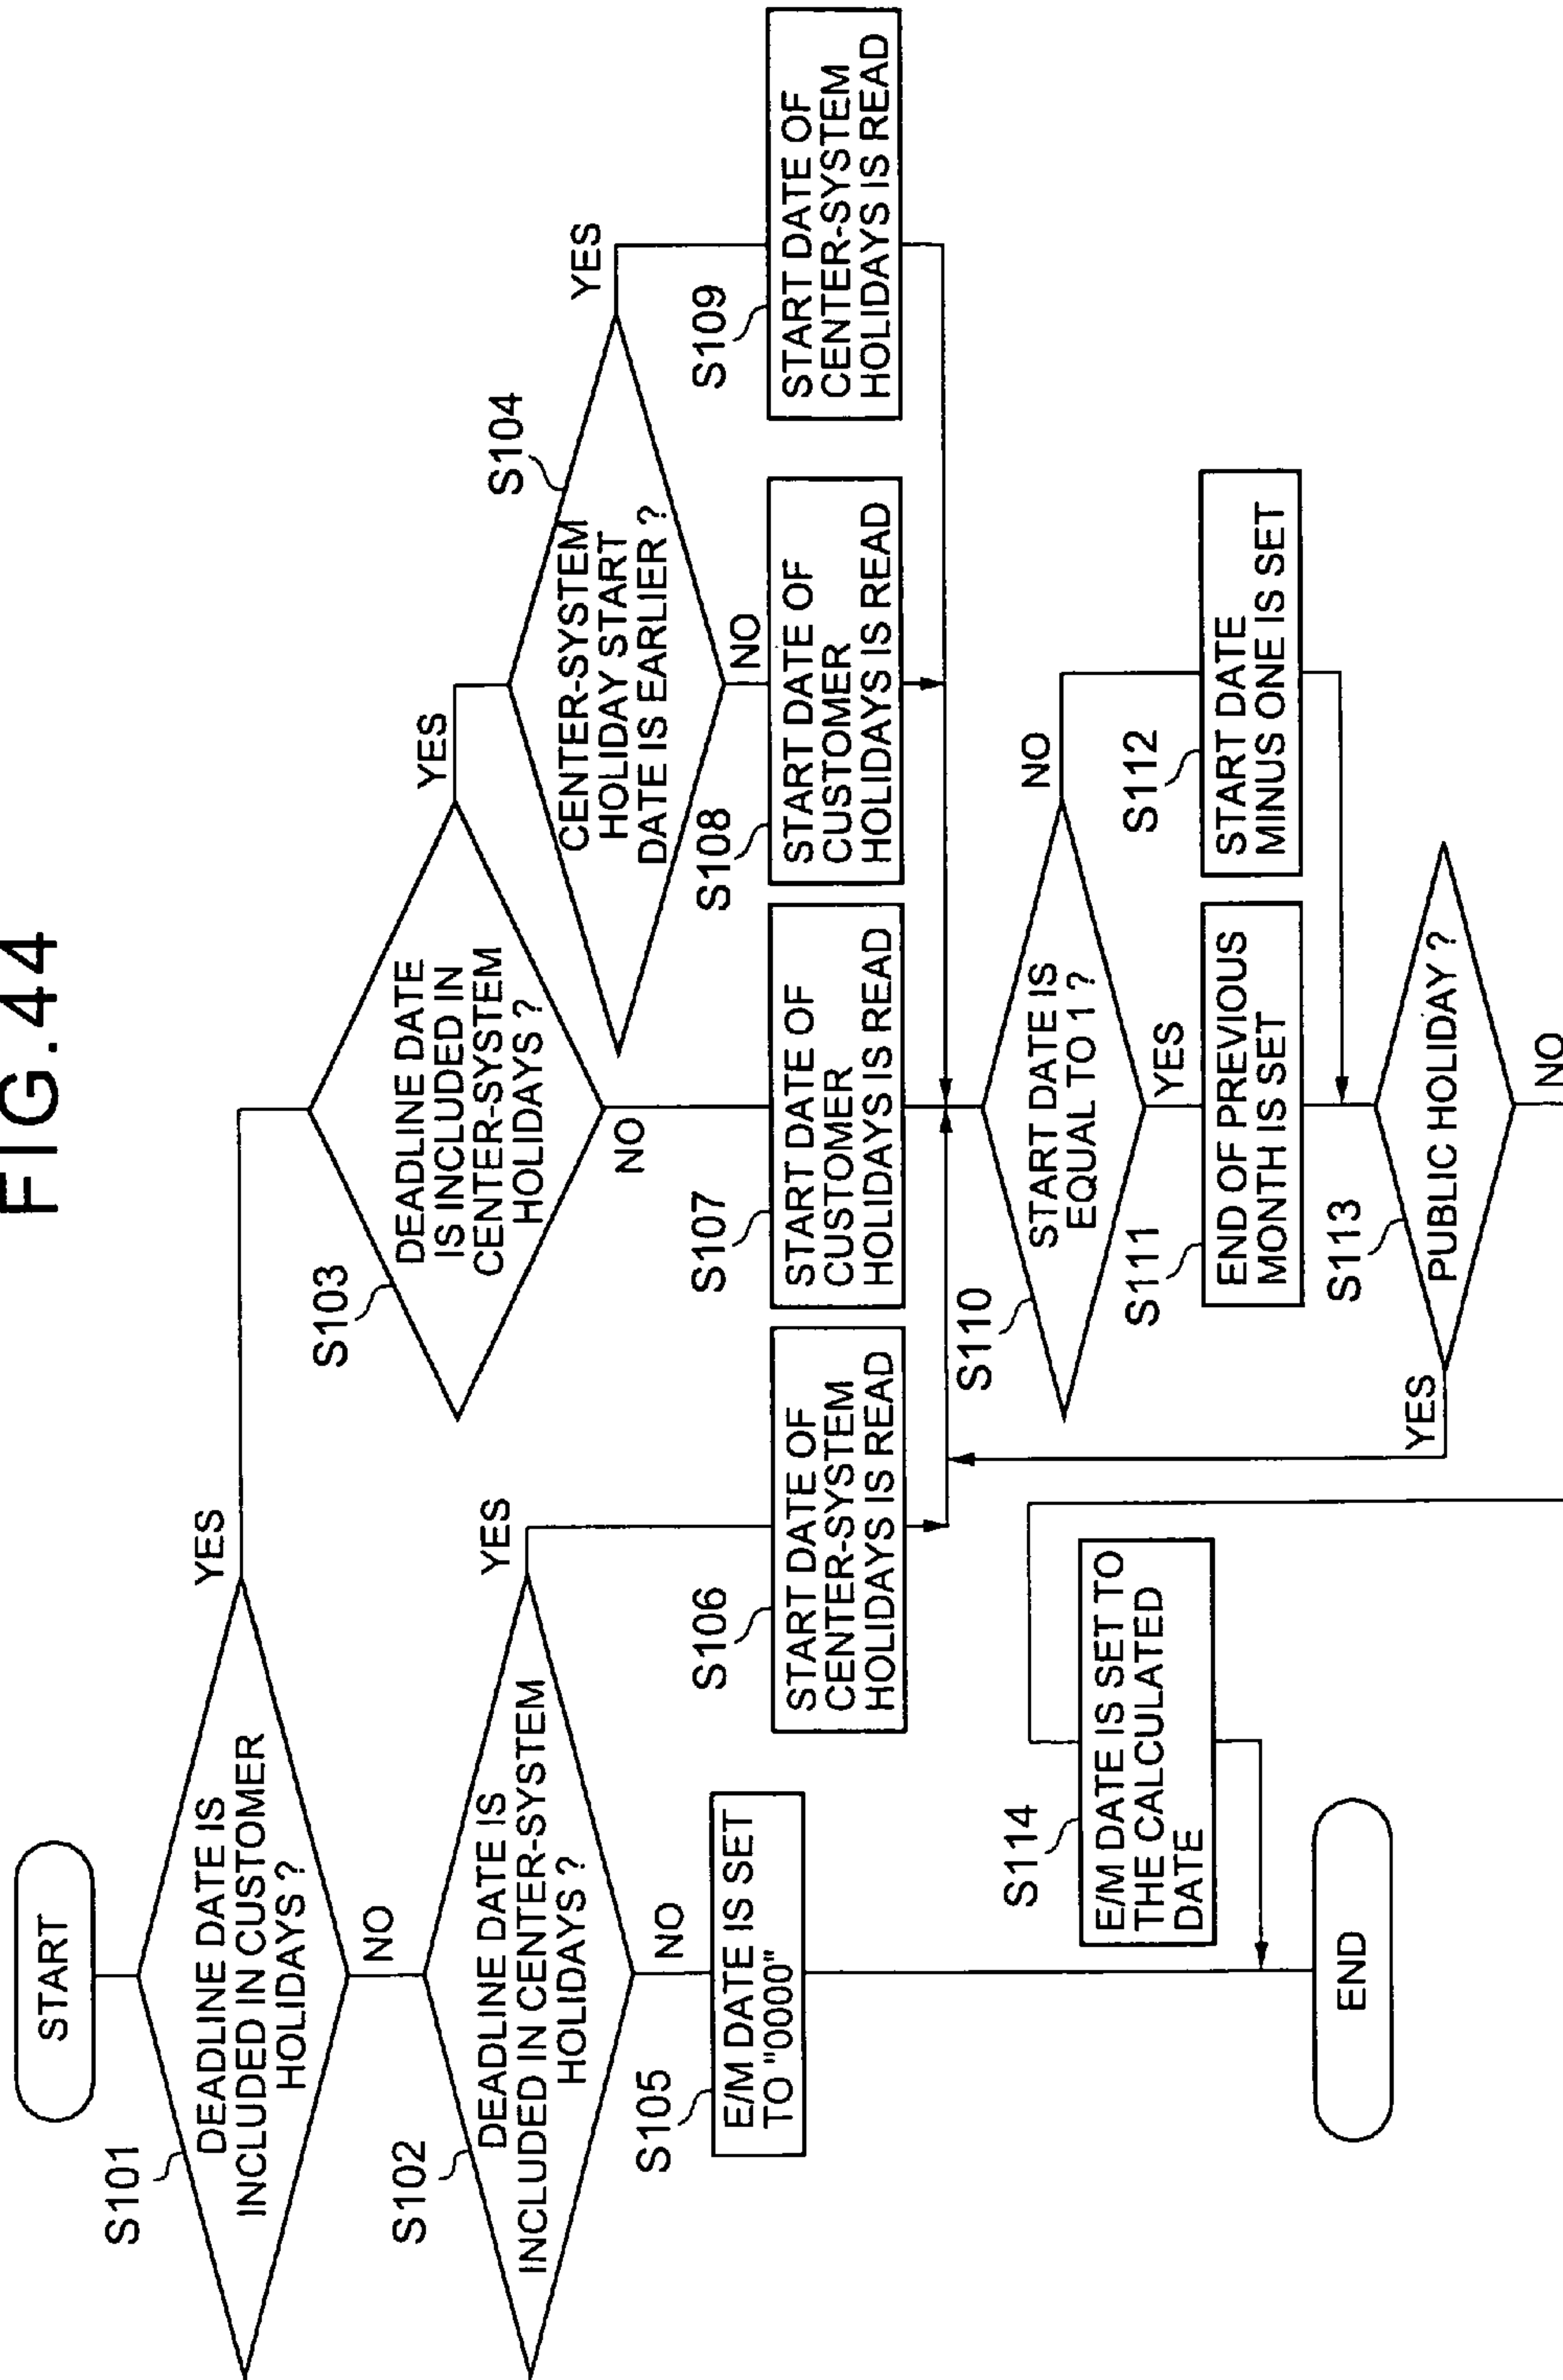 FIG.44
START
S101
DEADLINE DATE IS
INCLUDED IN CUSTOMER
HOLIDAYS ?
YES
NO
S102
DEADLINE DATE IS
INCLUDED IN CENTER-SYSTEM
HOLIDAYS ?
YES
NO
S103
DEADLINE DATE
IS INCLUDED IN
CENTER-SYSTEM
HOLIDAYS ?
YES
NO
S104
CENTER-SYSTEM
HOLIDAY START
DATE IS EARLIER ?
YES
NO
S105
E/M DATE IS SET
TO "0000"
S106
START DATE OF
CENTER-SYSTEM
HOLIDAYS IS READ
S107
START DATE OF
CUSTOMER
HOLIDAYS IS READ
S108
START DATE OF
CUSTOMER
HOLIDAYS IS READ
S109
START DATE OF
CENTER-SYSTEM
HOLIDAYS IS READ
S110
START DATE IS
EQUAL TO 1 ?
NO
YES
S111
END OF PREVIOUS
MONTH IS SET
S112
START DATE
MINUS ONE IS SET
S113
PUBLIC HOLIDAY ?
YES
NO
S114
E/M DATE IS SET TO
THE CALCULATED
DATE
END